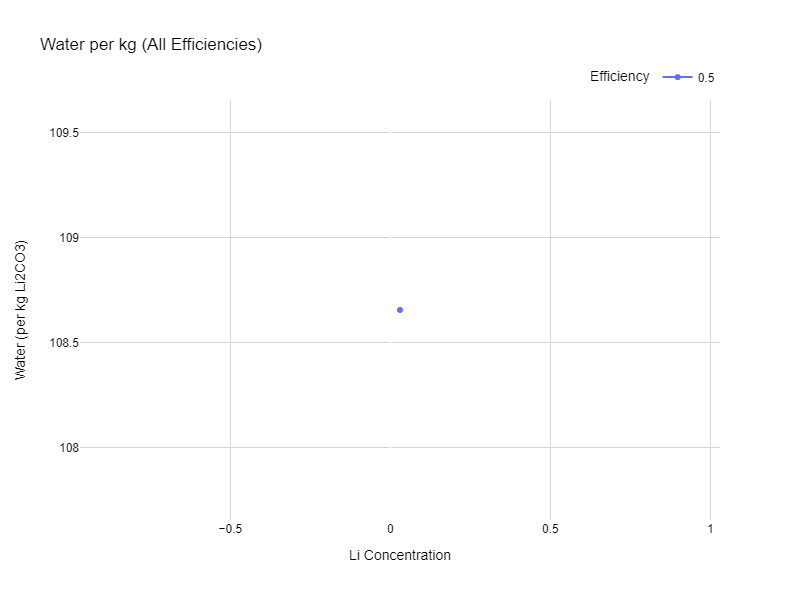 Water per kg (All Efficiencies)
Efficiency 0.5
109.5
109
108.5
108
Water (per kg Li2CO3)
−0.5 0 0.5 1
Li Concentration